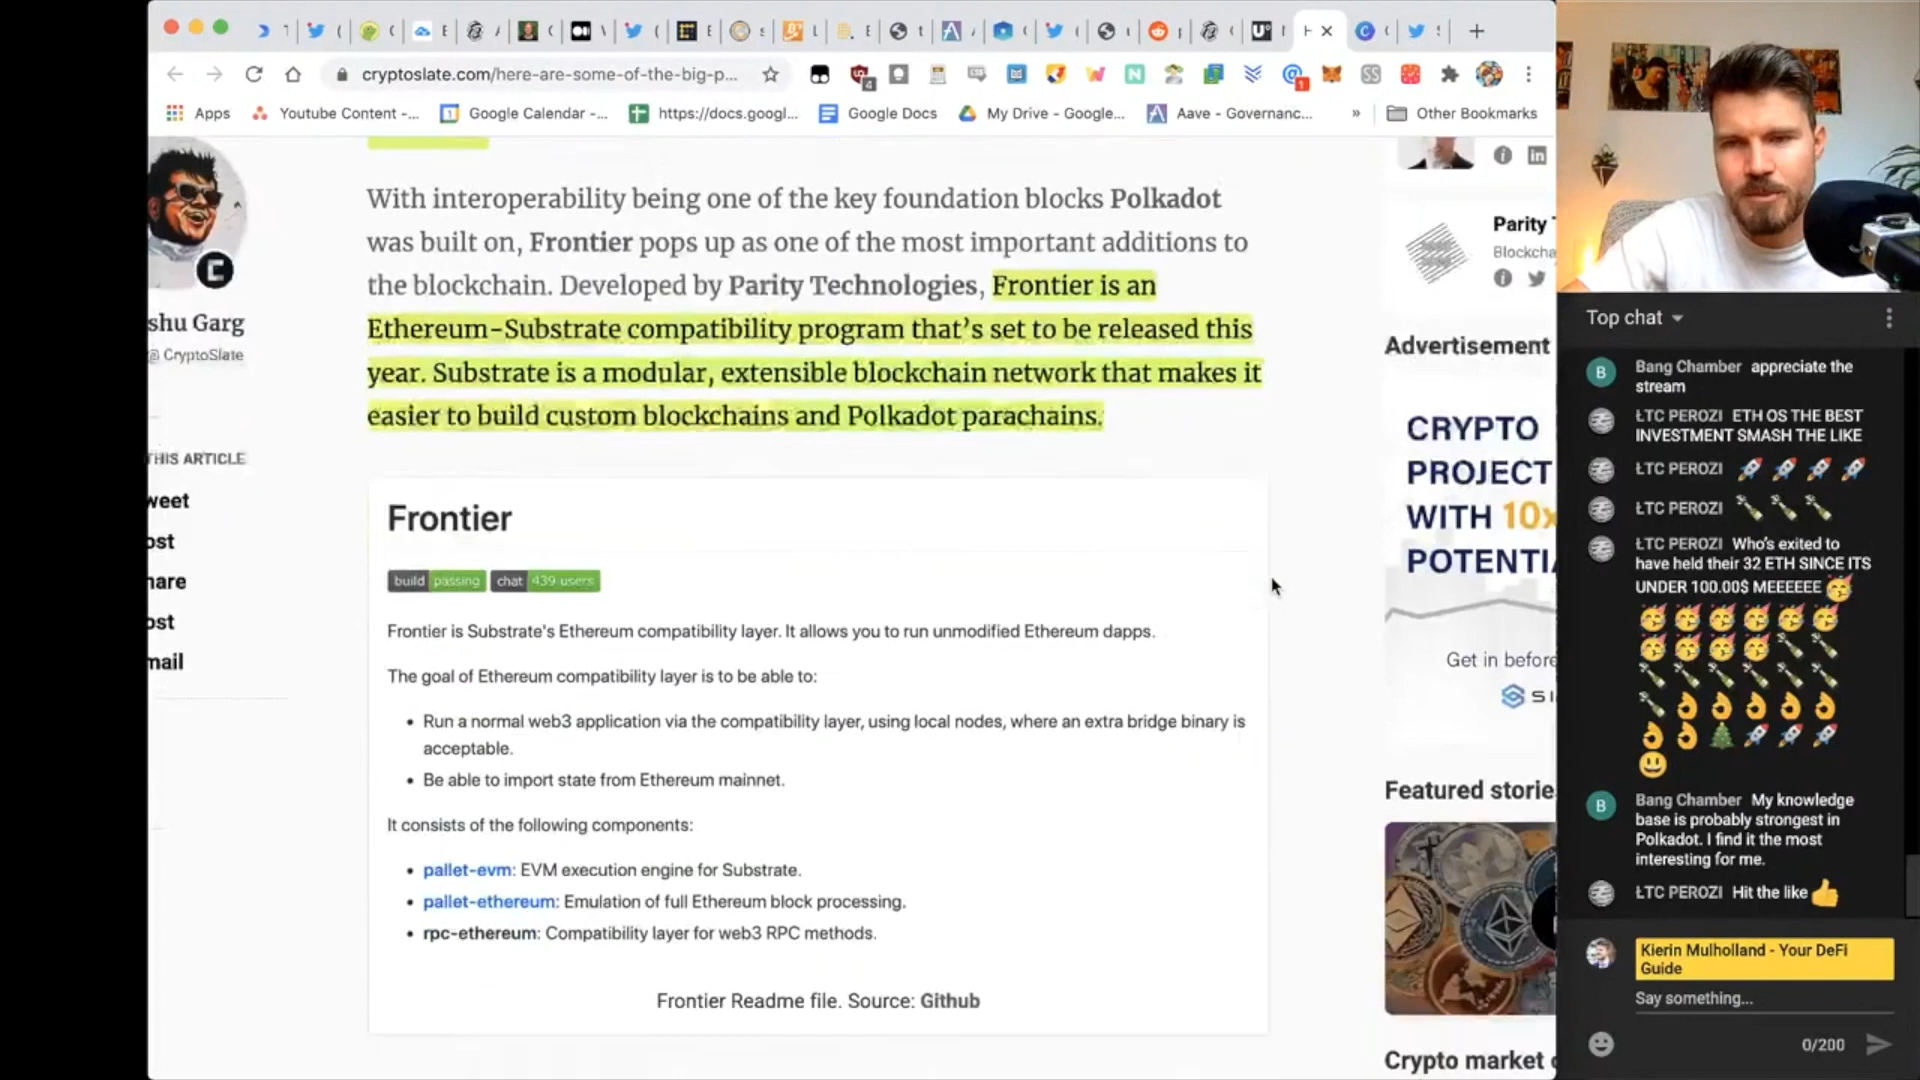 cryptoslate.com/here-are-some-of-the-big-p...
Apps
Youtube Content -...
Google Calendar -...
https://docs.googl...
Google Docs
My Drive - Google...
Aave - Governanc...
»
Other Bookmarks
With interoperability being one of the key foundation blocks Polkadot
was built on, Frontier pops up as one of the most important additions to
the blockchain. Developed by Parity Technologies, Frontier is an
Ethereum-Substrate compatibility program that's set to be released this
year. Substrate is a modular, extensible blockchain network that makes it
easier to build custom blockchains and Polkadot parachains.
shu Garg
@ CryptoSlate
THIS ARTICLE
weet
ost
hare
ost
mail
Frontier
build passing chat 439 users
Frontier is Substrate's Ethereum compatibility layer. It allows you to run unmodified Ethereum dapps.
The goal of Ethereum compatibility layer is to be able to:
• Run a normal web3 application via the compatibility layer, using local nodes, where an extra bridge binary is
acceptable.
• Be able to import state from Ethereum mainnet.
It consists of the following components:
• pallet-evm: EVM execution engine for Substrate.
• pallet-ethereum: Emulation of full Ethereum block processing.
• rpc-ethereum: Compatibility layer for web3 RPC methods.
Frontier Readme file. Source: Github
Parity
Blockcha
Advertisement
CRYPTO
PROJECT
WITH 10x
POTENTIA
Get in before
SI
Featured storie
Crypto market
Top chat
Bang Chamber appreciate the
stream
ŁTC PEROZI ETH OS THE BEST
INVESTMENT SMASH THE LIKE
ŁTC PEROZI 🚀🚀🚀🚀
ŁTC PEROZI 🍾🍾🍾
ŁTC PEROZI Who's exited to
have held their 32 ETH SINCE ITS
UNDER 100.00$ MEEEEEE 🥳
🥳🥳🥳🥳🥳🥳
🥳🥳🥳🥳🍾🍾
🍾🍾🍾🍾🍾🍾
🍾👌👌👌👌👌
👌👌🎄🚀🚀🚀
😃
Bang Chamber My knowledge
base is probably strongest in
Polkadot. I find it the most
interesting for me.
ŁTC PEROZI Hit the like 👍
Kierin Mulholland - Your DeFi
Guide
Say something...
0/200